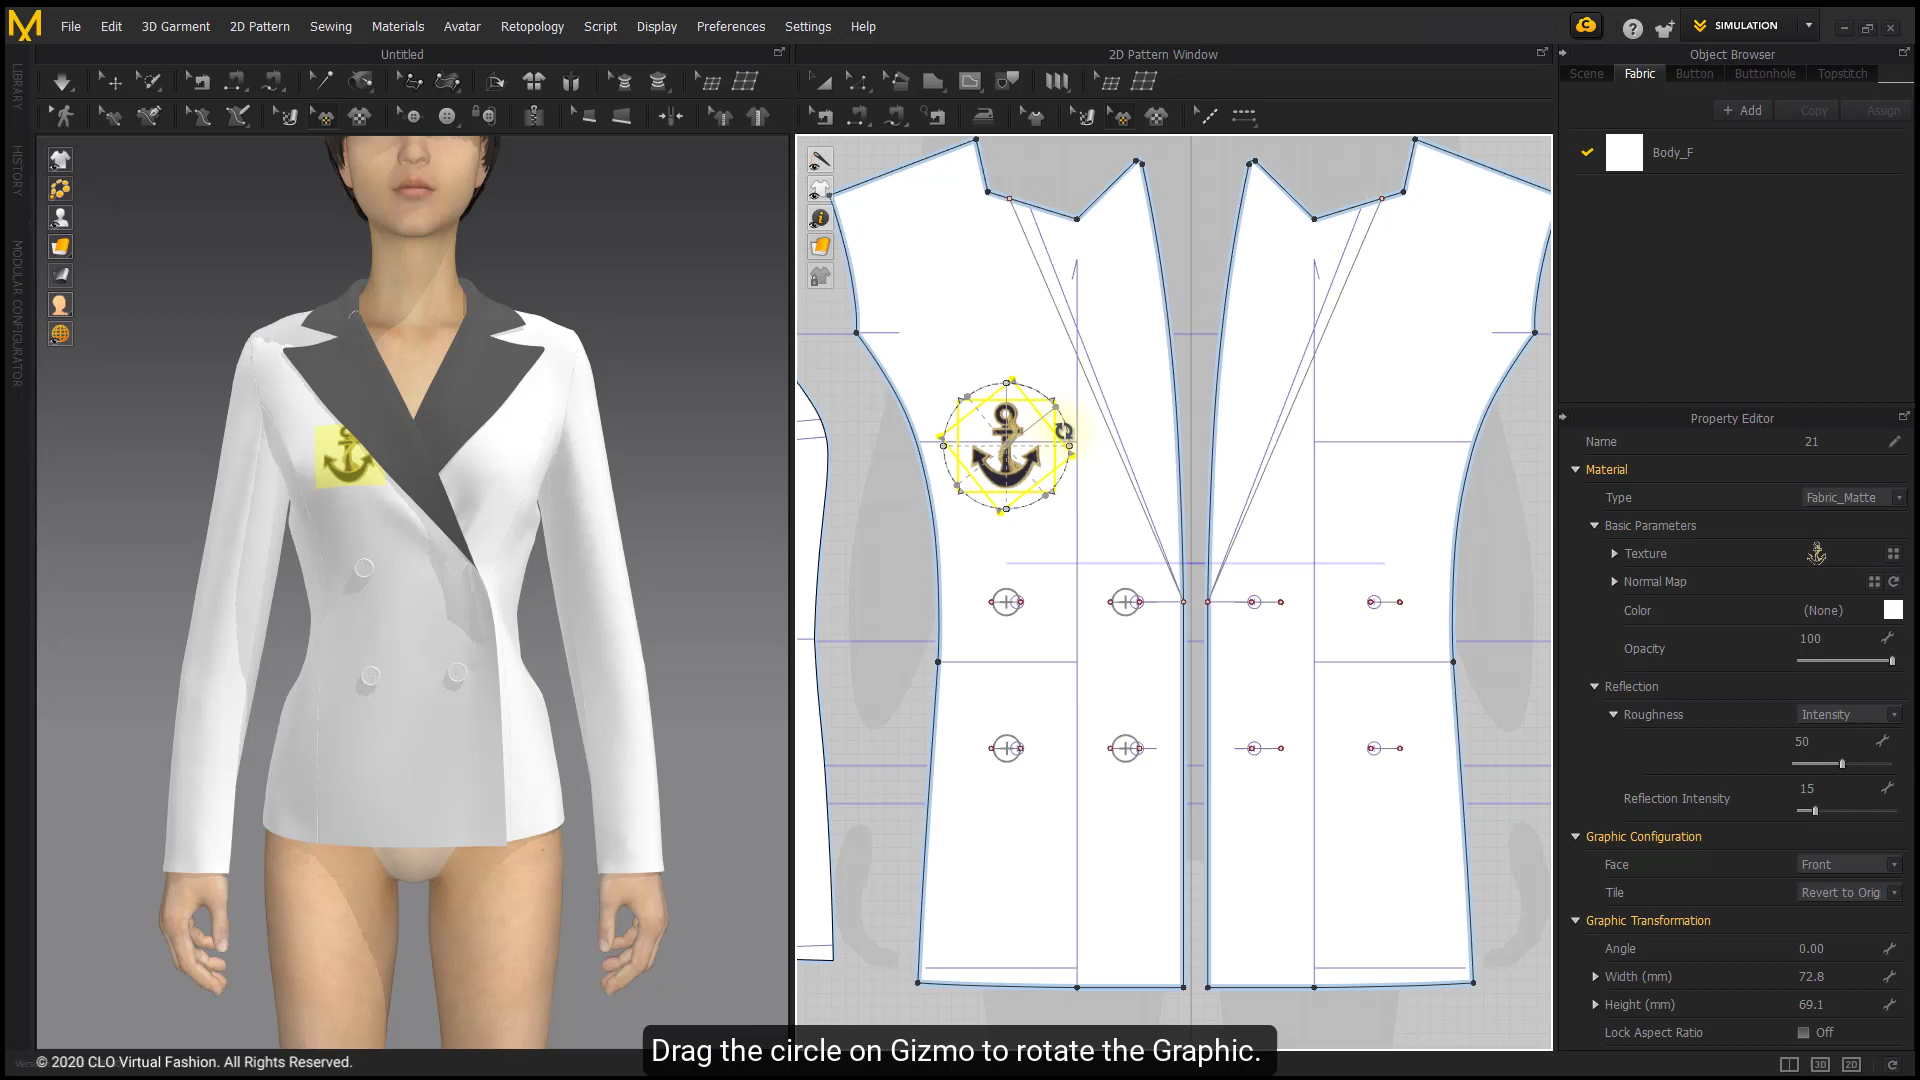 File Edit 3D Garment 2D Pattern Sewing Materials Avatar Retopology Script Display Preferences Settings Help
SIMULATION
Untitled
2D Pattern Window
Object Browser
Scene Fabric Button Buttonhole Topstitch
+ Add Copy Assign
Body_F
LIBRARY
HISTORY
MODULAR CONFIGURATOR
Property Editor
Name 21
Material
Type Fabric_Matte
Basic Parameters
Texture
Normal Map
Color (None)
Opacity 100
Reflection
Roughness Intensity
50
Reflection Intensity 15
Graphic Configuration
Face Front
Tile Revert to Orig
Graphic Transformation
Angle 0.00
Width (mm) 72.8
Height (mm) 69.1
Lock Aspect Ratio Off
3D 2D
© 2020 CLO Virtual Fashion. All Rights Reserved.
Drag the circle on Gizmo to rotate the Graphic.